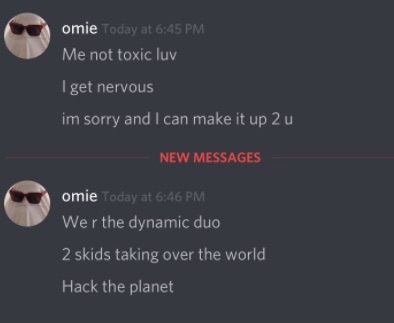 omie Today at 6:45 PM
Me not toxic luv
I get nervous
im sorry and I can make it up 2 u
NEW MESSAGES
omie Today at 6:46 PM
We r the dynamic duo
2 skids taking over the world
Hack the planet